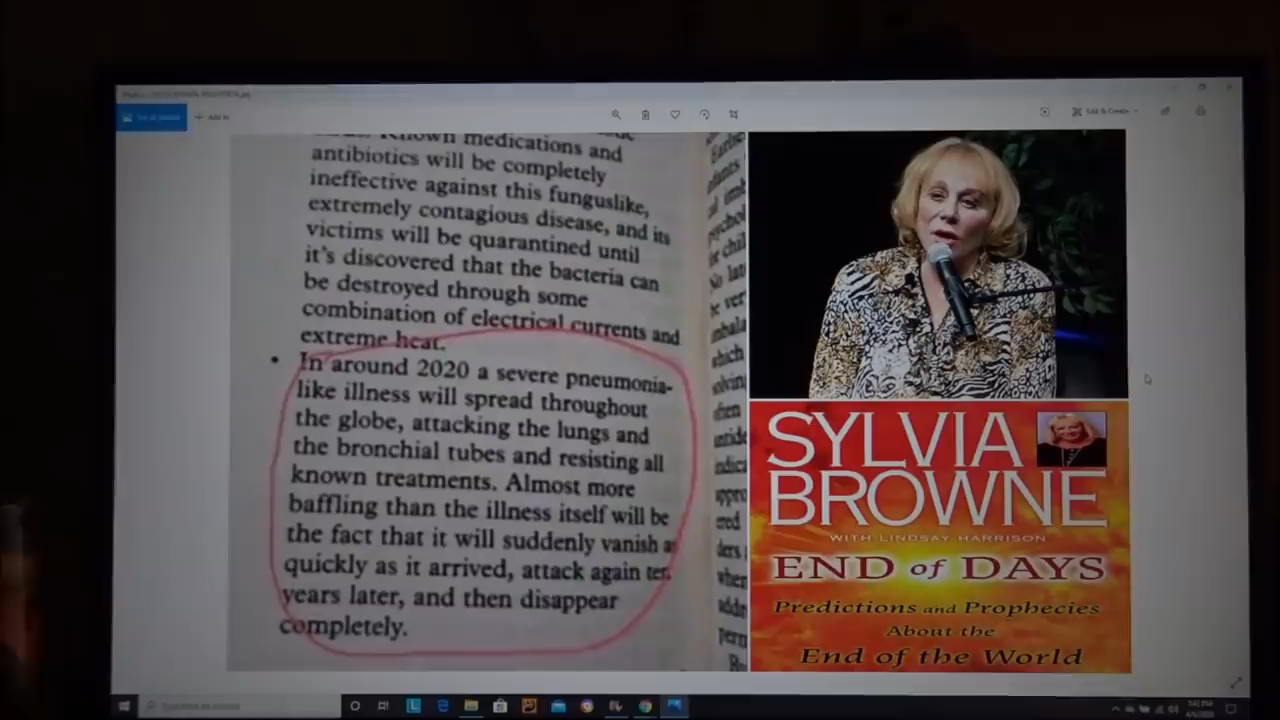 Add to
Edit & Create
Known medications and
antibiotics will be completely
ineffective against this funguslike,
extremely contagious disease, and its
victims will be quarantined until
it's discovered that the bacteria can
be destroyed through some
combination of electrical currents and
extreme heat.
• In around 2020 a severe pneumonia-
like illness will spread throughout
the globe, attacking the lungs and
the bronchial tubes and resisting all
known treatments. Almost more
baffling than the illness itself will be
the fact that it will suddenly vanish
quickly as it arrived, attack again ten
years later, and then disappear
completely.
SYLVIA
BROWNE
WITH LINDSAY HARRISON
END of DAYS
Predictions and Prophecies
About the
End of the World